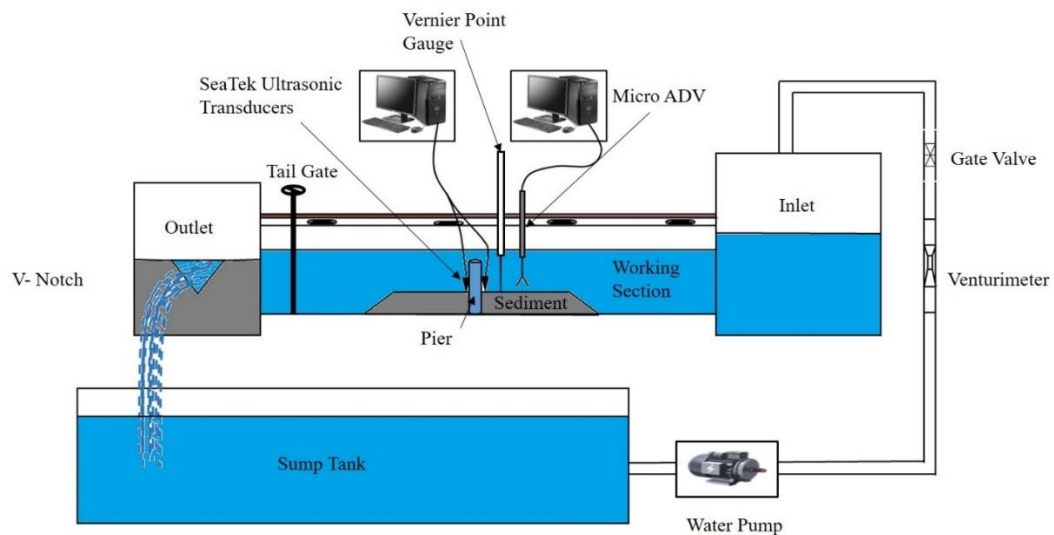 Vernier Point
Gauge
SeaTek Ultrasonic
Transducers
Micro ADV
Tail Gate
Gate Valve
Inlet
Outlet
V- Notch
Working
Section
Venturimeter
Sediment
Pier
Sump Tank
Water Pump